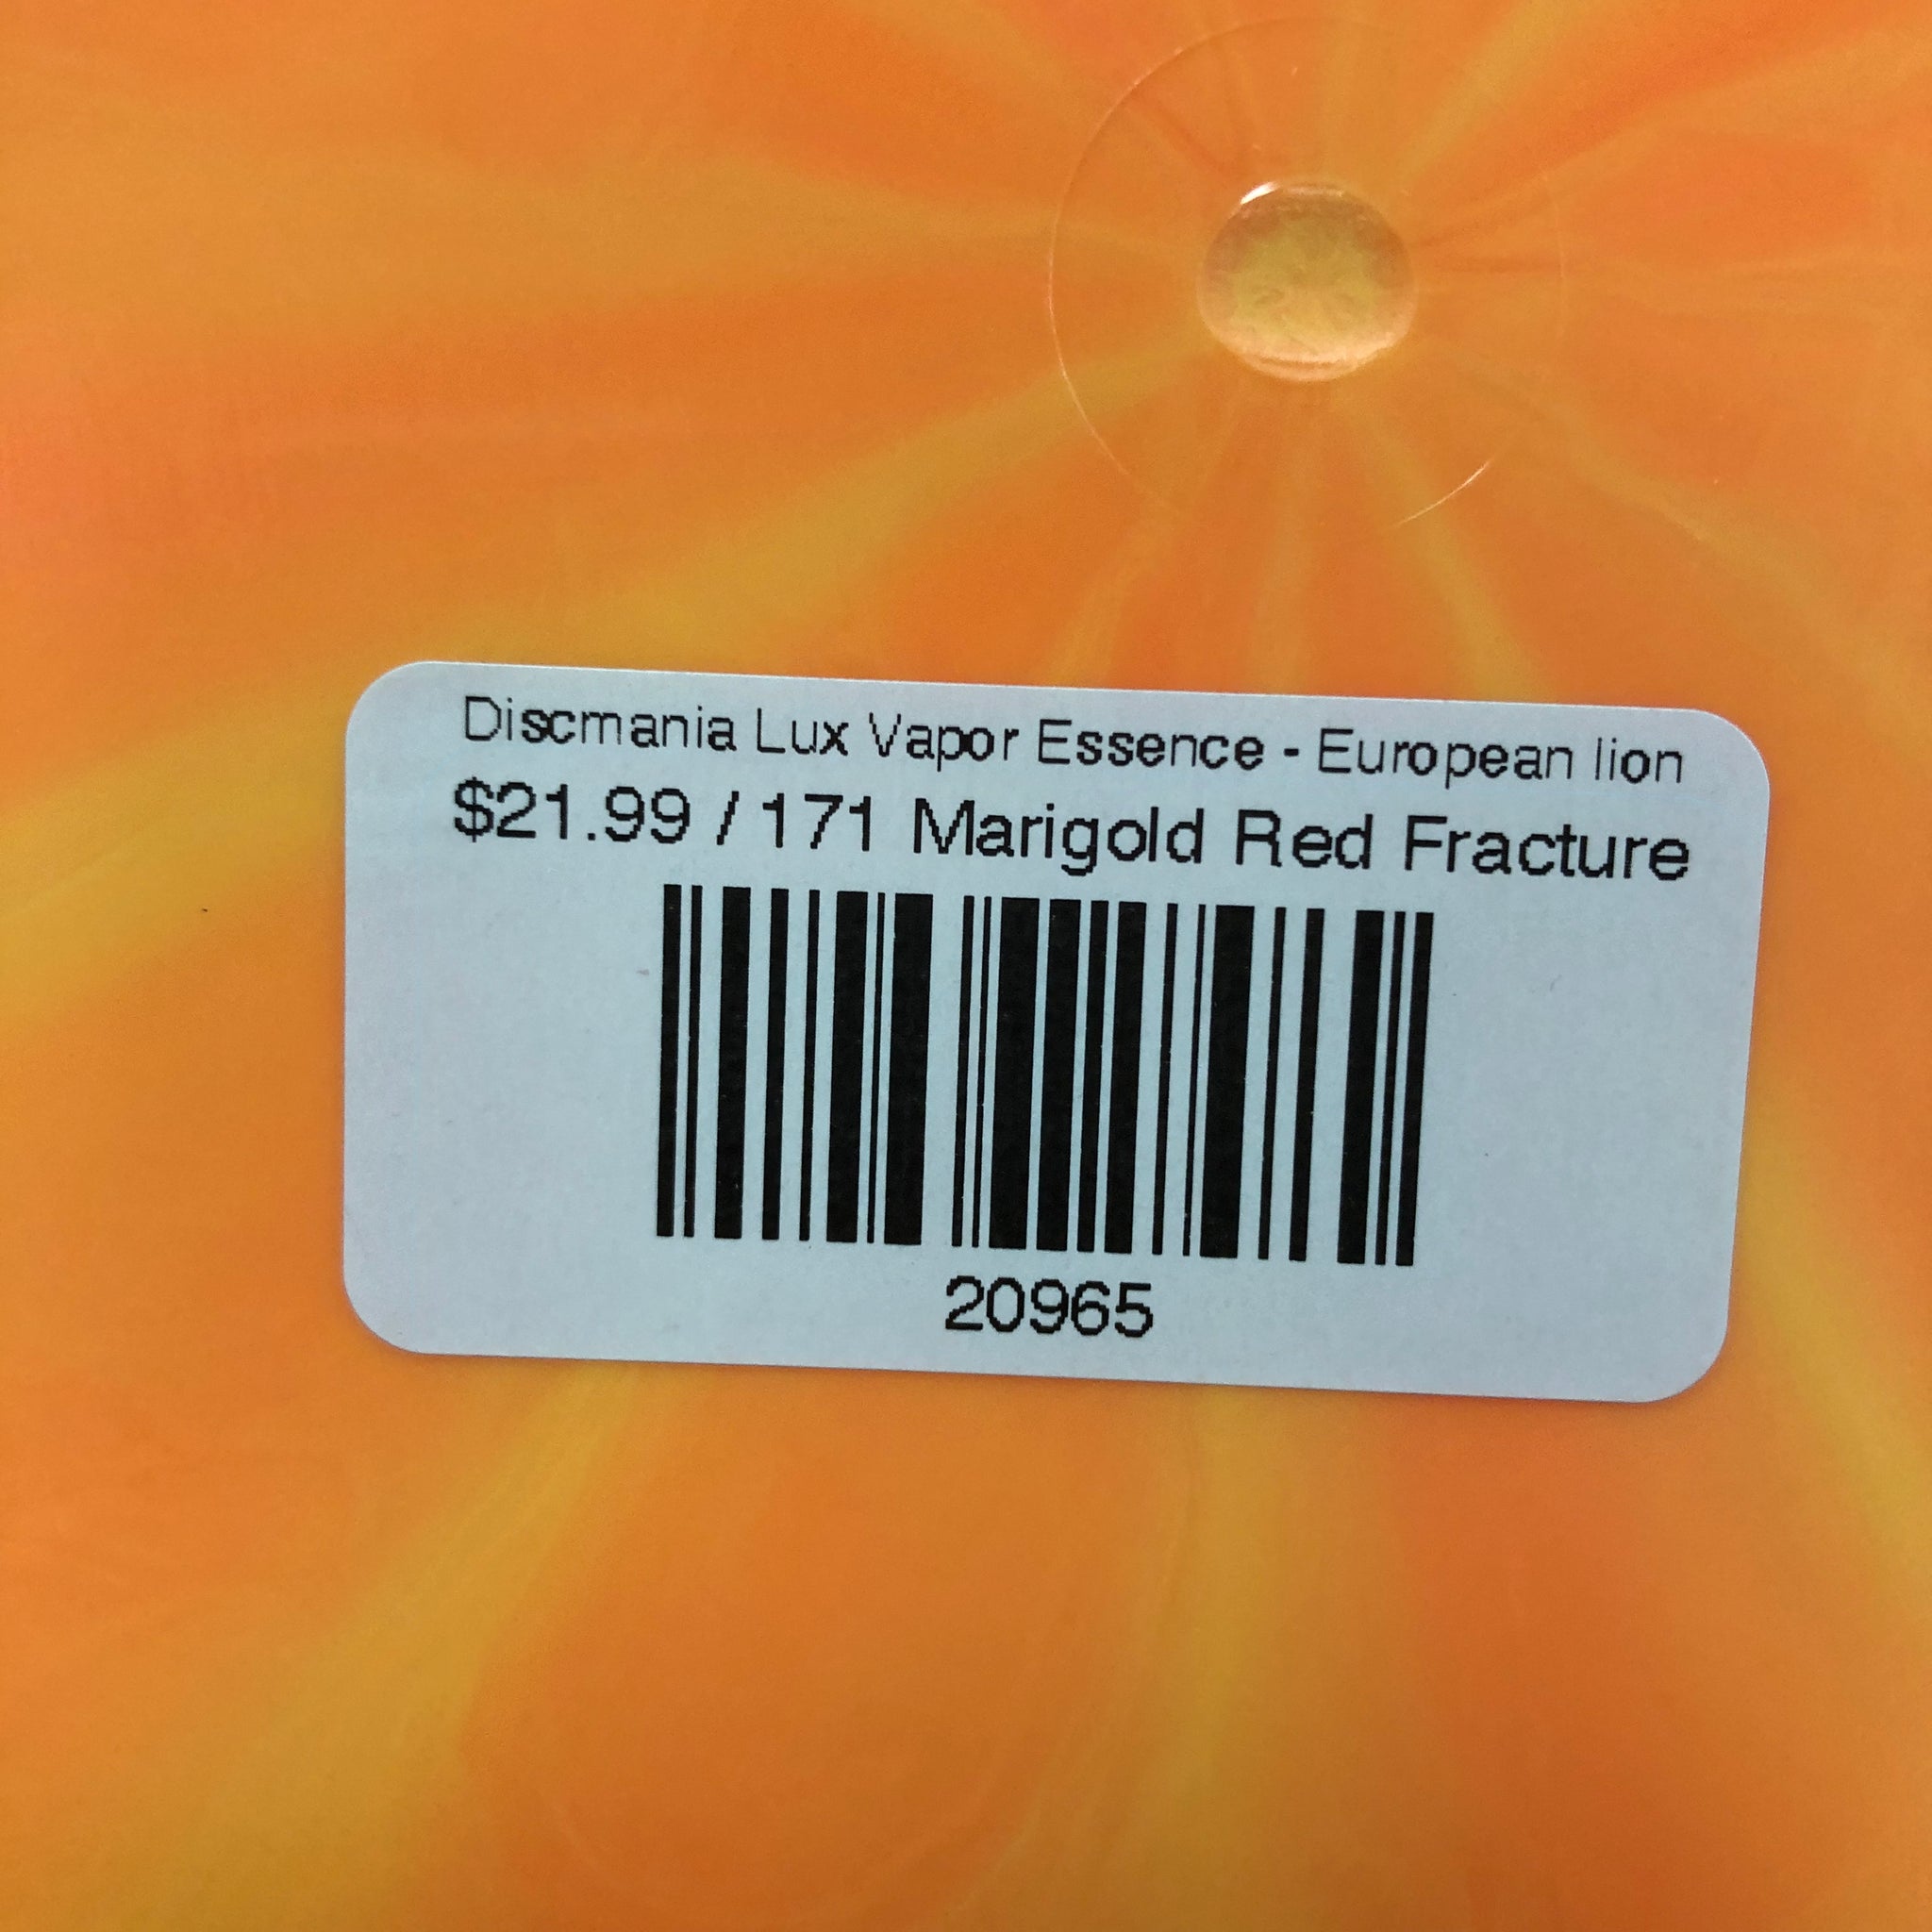 Discmania Lux Vapor Essence - European lion
$21.99 / 171 Marigold Red Fracture
20965